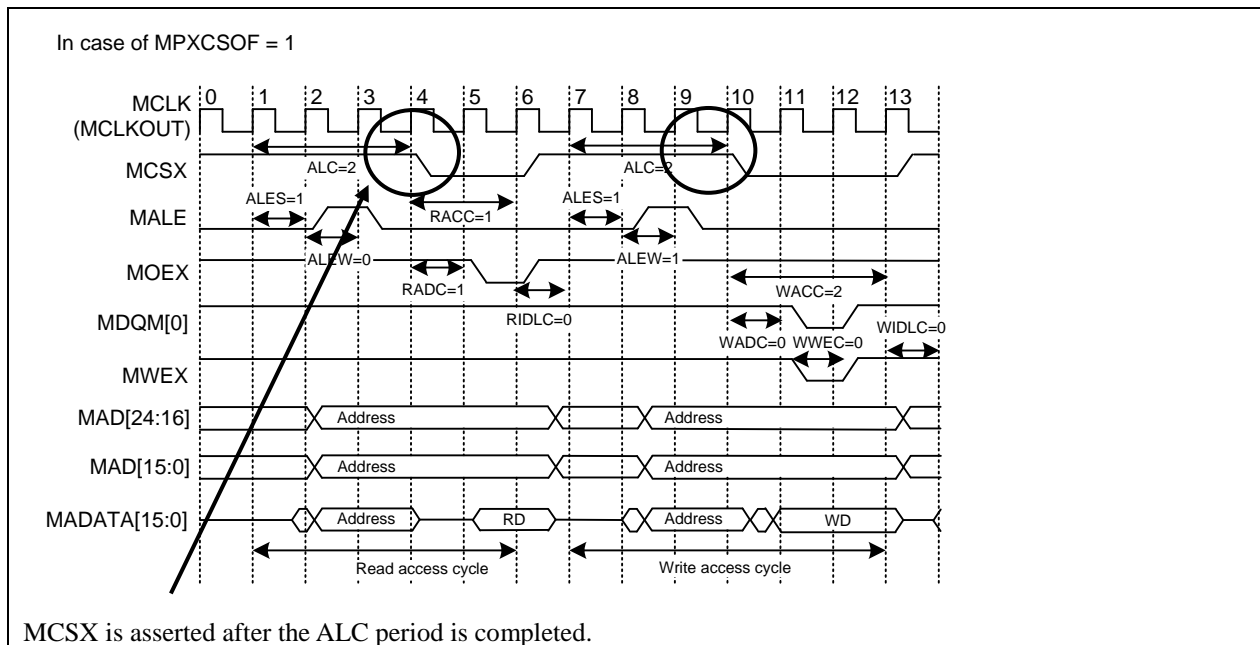 In case of MPXCSOF = 1
0 1 2 3 4 5 6 7 8 9 10 11 12 13
MCLK
(MCLKOUT)
MCSX
ALC=2 ALC=2
ALES=1 ALES=1
MALE
RACC=1
ALEW=0 ALEW=1
MOEX
RADC=1 WACC=2
MDQM[0]
RIDLC=0 WIDLC=0
WADC=0 WWEC=0
MWEX
MAD[24:16] Address Address
MAD[15:0] Address Address
MADATA[15:0] Address RD Address WD
Read access cycle Write access cycle
MCSX is asserted after the ALC period is completed.